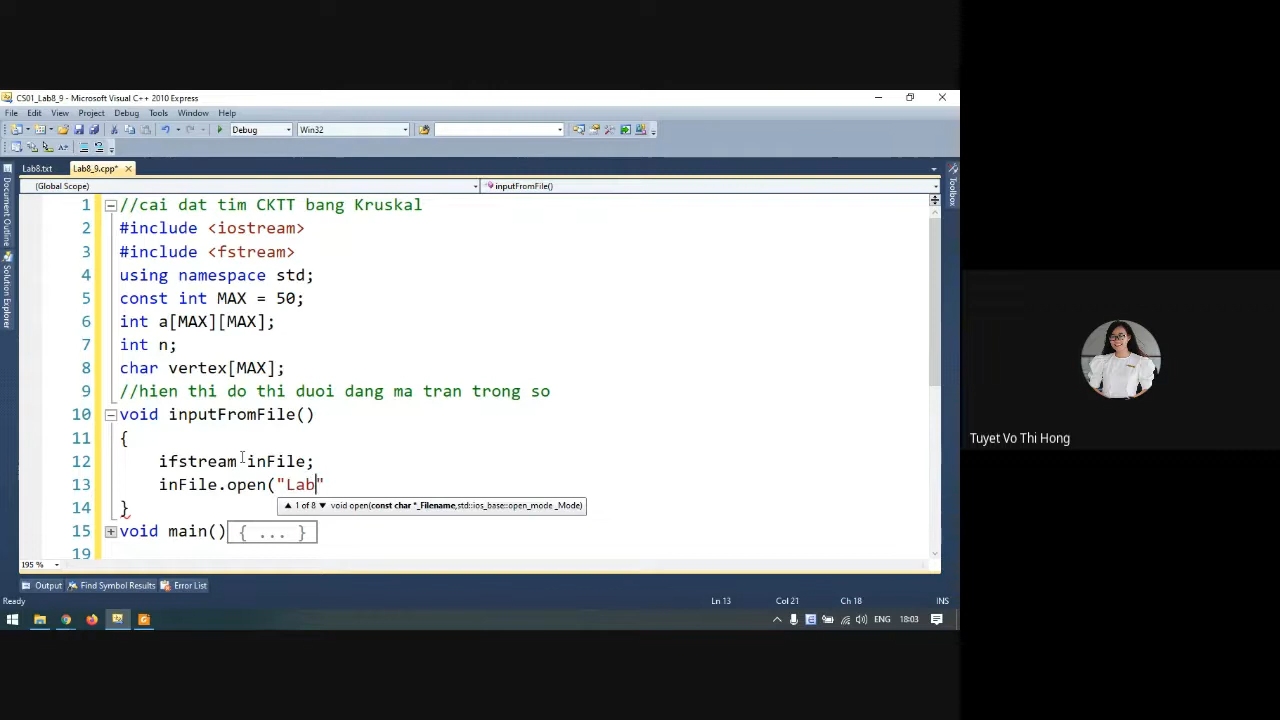 CS01_Lab8_9 - Microsoft Visual C++ 2010 Express
File Edit View Project Debug Tools Window Help
Debug Win32
Lab8.txt Lab8_9.cpp*
(Global Scope) inputFromFile()
Document Outline
Solution Explorer
Toolbox
1 //cai dat tim CKTT bang Kruskal
2 #include <iostream>
3 #include <fstream>
4 using namespace std;
5 const int MAX = 50;
6 int a[MAX][MAX];
7 int n;
8 char vertex[MAX];
9 //hien thi do thi duoi dang ma tran trong so
10 void inputFromFile()
11 {
12 ifstream inFile;
13 inFile.open("Lab"
1 of 8 void open(const char *_Filename,std::ios_base::open_mode _Mode)
14 }
15 void main() { ... }
19
195 %
Output Find Symbol Results Error List
Ready Ln 13 Col 21 Ch 18 INS
ENG 18:03
Tuyet Vo Thi Hong